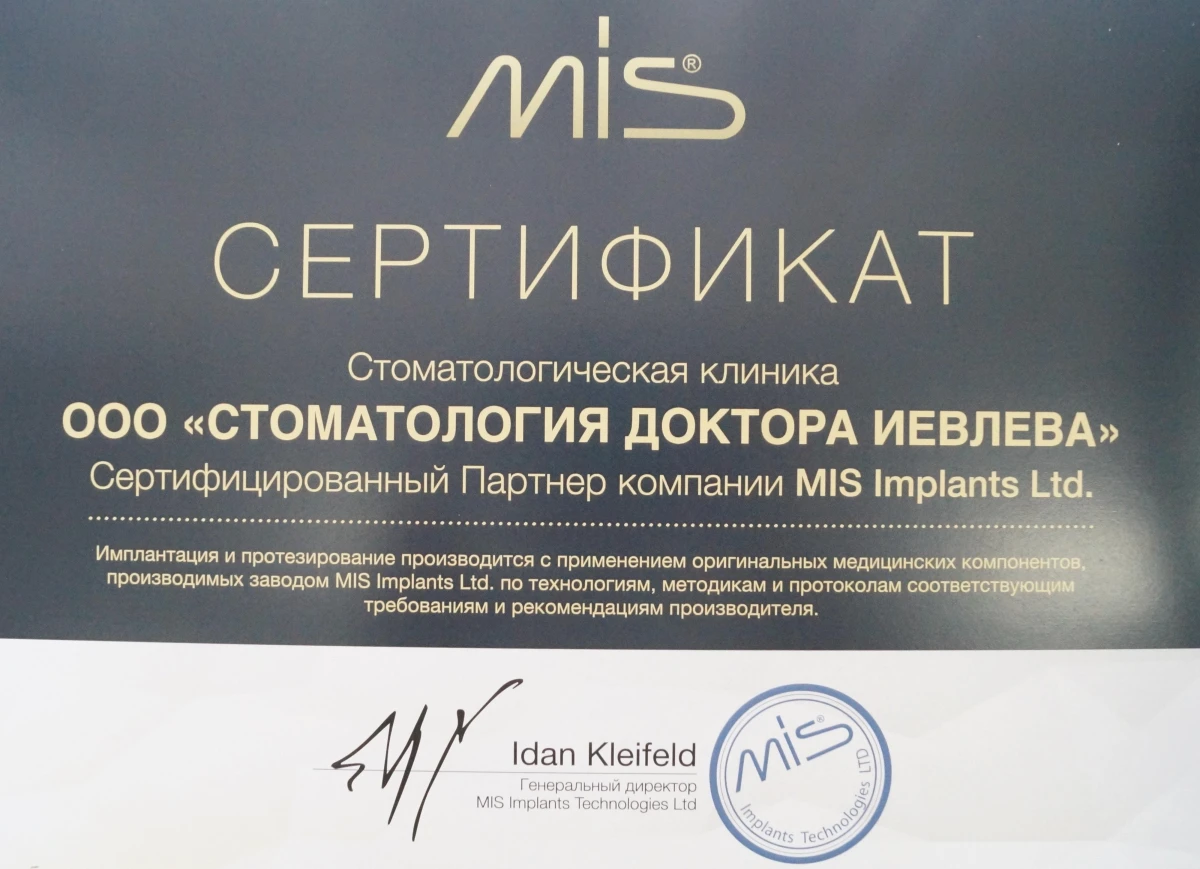 MIS®
СЕРТИФИКАТ
Стоматологическая клиника
ООО «СТОМАТОЛОГИЯ ДОКТОРА ИЕВЛЕВА»
Сертифицированный Партнер компании MIS Implants Ltd.
Имплантация и протезирование производится с применением оригинальных медицинских компонентов,
производимых заводом MIS Implants Ltd. по технологиям, методикам и протоколам соответствующим
требованиям и рекомендациям производителя.
Idan Kleifeld
Генеральный директор
MIS Implants Technologies Ltd
MIS®
Implants Technologies LTD